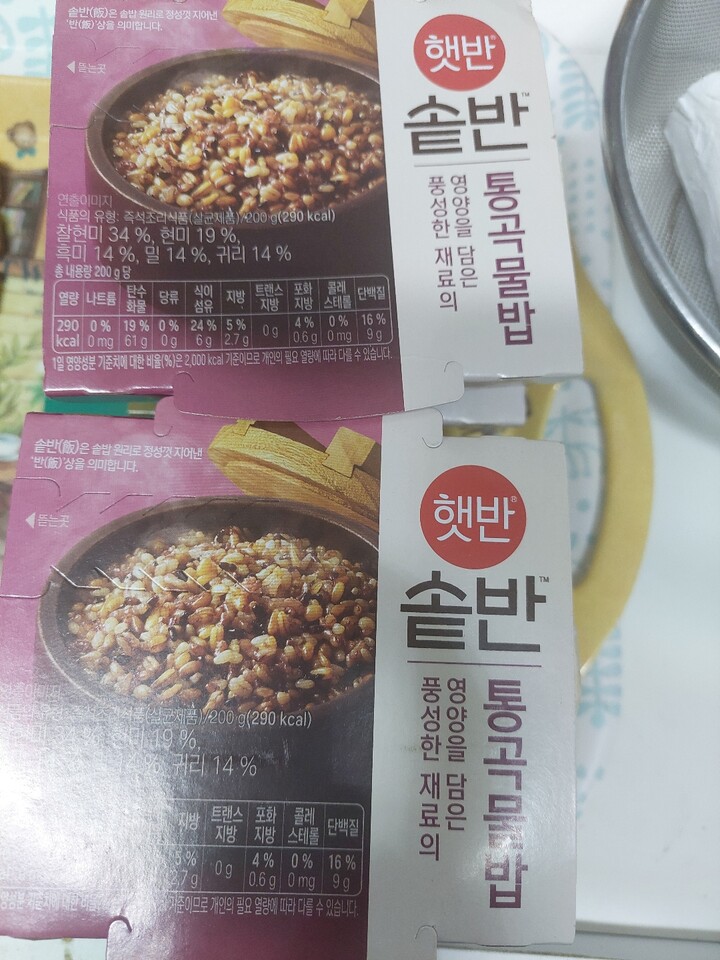 솥반(飯)은 솥밥 원리로 정성껏 지어낸
'반(飯)'상을 의미합니다.
◀ 뜯는곳
연출이미지
식품의 유형: 즉석조리식품(살균제품)/200 g(290 kcal)
찰현미 34 %, 현미 19 %,
흑미 14 %, 밀 14 %, 귀리 14 %
총 내용량 200 g 당
열량 나트륨 탄수화물 당류 식이섬유 지방 트랜스지방 포화지방 콜레스테롤 단백질
290 kcal 0 % 0 mg 19 % 61 g 0 % 0 g 24 % 6 g 5 % 2.7 g 0 g 4 % 0.6 g 0 % 0 mg 16 % 9 g
1일 영양성분 기준치에 대한 비율(%)은 2,000 kcal 기준이므로 개인의 필요 열량에 따라 다를 수 있습니다.
햇반®
솥반™
통곡물밥
영양을 담은
풍성한 재료의
솥반(飯)은 솥밥 원리로 정성껏 지어낸
'반(飯)'상을 의미합니다.
◀ 뜯는곳
식품(살균제품)/200 g(290 kcal)
19 %,
%, 귀리 14 %
지방 트랜스지방 포화지방 콜레스테롤 단백질
5 % 2.7 g 0 g 4 % 0.6 g 0 % 0 mg 16 % 9 g
기준이므로 개인의 필요 열량에 따라 다를 수 있습니다.
햇반®
솥반™
통곡물밥
영양을 담은
풍성한 재료의